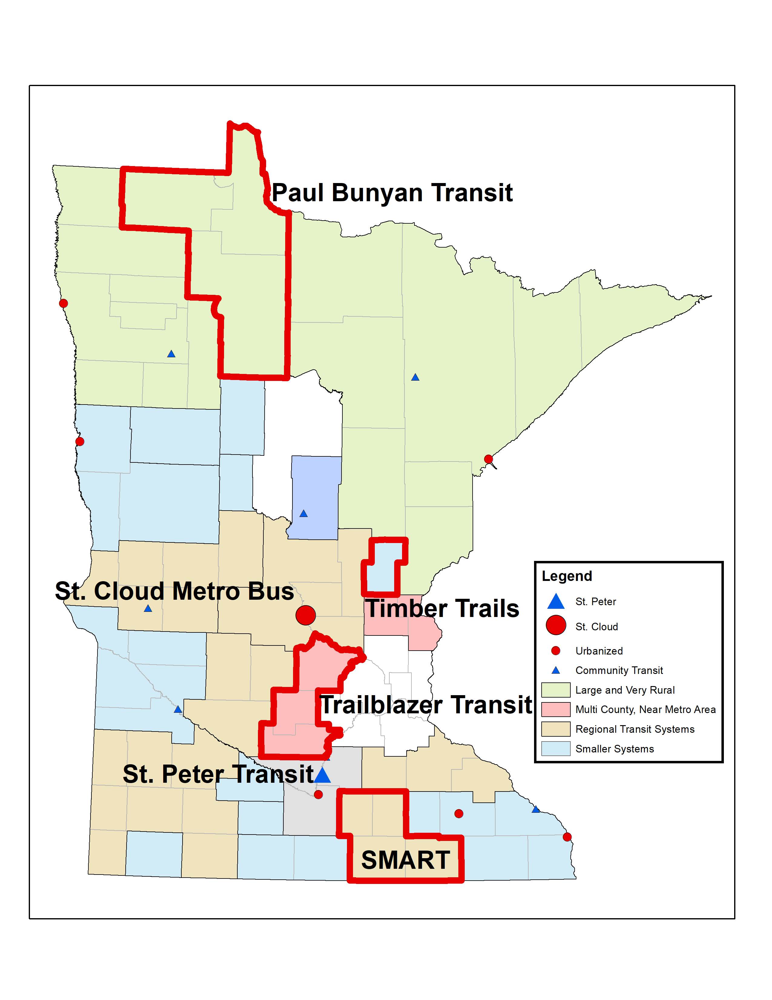 Paul Bunyan Transit
St. Cloud Metro Bus
Timber Trails
Trailblazer Transit
St. Peter Transit
SMART
Legend
St. Peter
St. Cloud
Urbanized
Community Transit
Large and Very Rural
Multi County, Near Metro Area
Regional Transit Systems
Smaller Systems